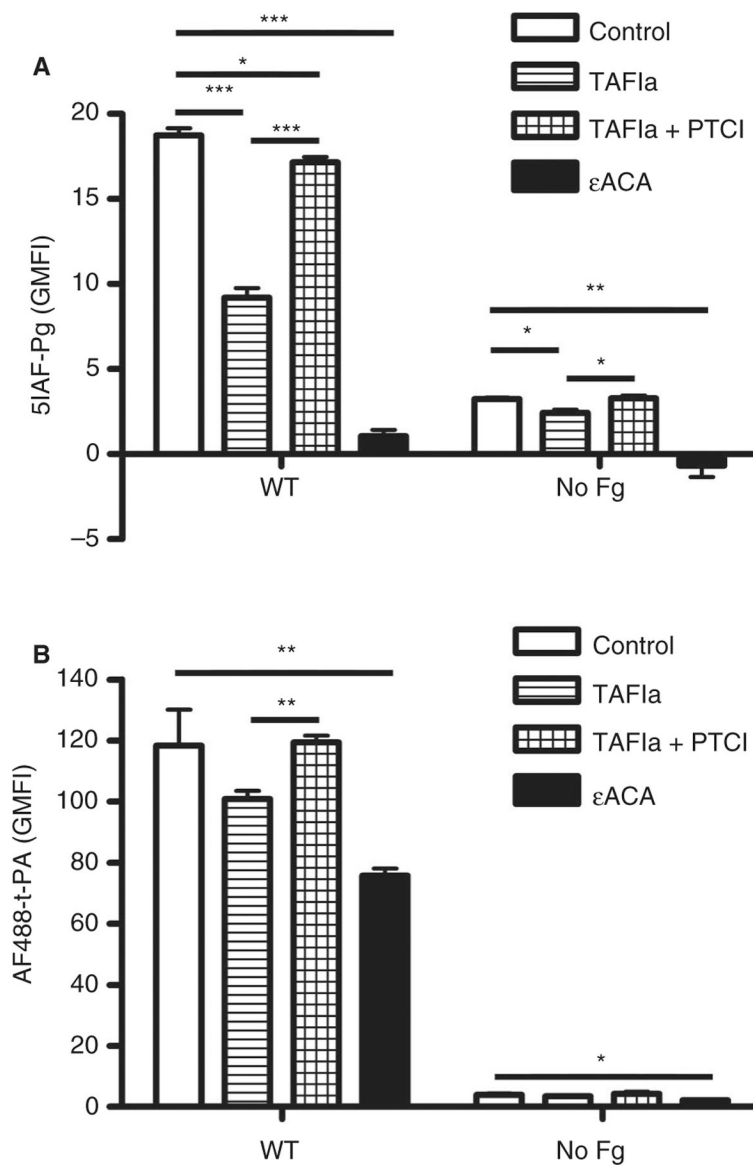 ***
Control
A
*
TAFIa
***
***
TAFIa + PTCI
εACA
20
15
10
5
0
–5
5IAF-Pg (GMFI)
**
*
*
WT
No Fg
B
Control
**
TAFIa
**
TAFIa + PTCI
εACA
140
120
100
80
60
40
20
0
AF488-t-PA (GMFI)
*
WT
No Fg